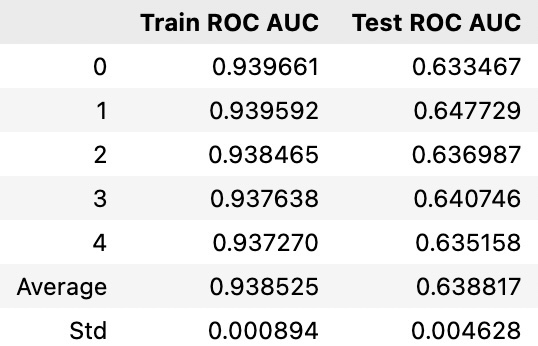 Train ROC AUC Test ROC AUC
0 0.939661 0.633467
1 0.939592 0.647729
2 0.938465 0.636987
3 0.937638 0.640746
4 0.937270 0.635158
Average 0.938525 0.638817
Std 0.000894 0.004628